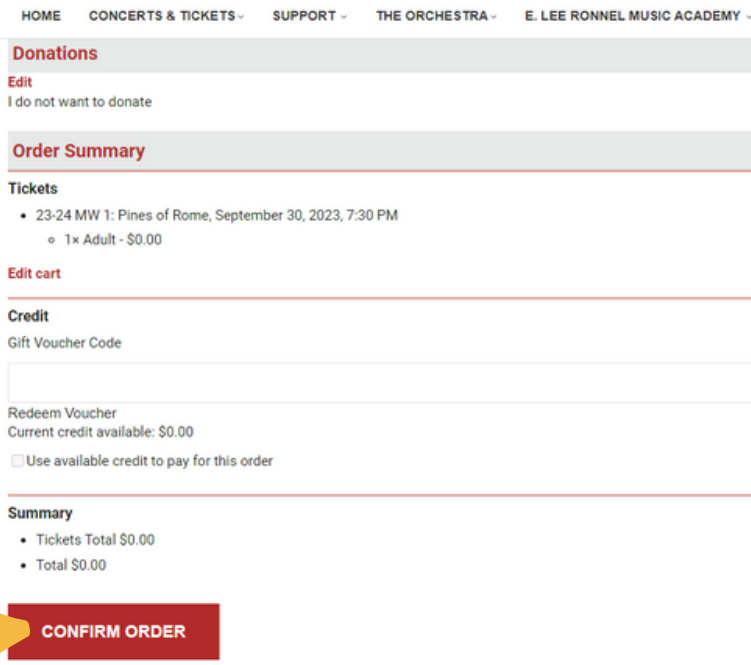 HOME CONCERTS & TICKETS SUPPORT THE ORCHESTRA E. LEE RONNEL MUSIC ACADEMY
Donations
Edit
I do not want to donate
Order Summary
Tickets
• 23-24 MW 1: Pines of Rome, September 30, 2023, 7:30 PM
◦ 1× Adult - $0.00
Edit cart
Credit
Gift Voucher Code
Redeem Voucher
Current credit available: $0.00
Use available credit to pay for this order
Summary
• Tickets Total $0.00
• Total $0.00
CONFIRM ORDER